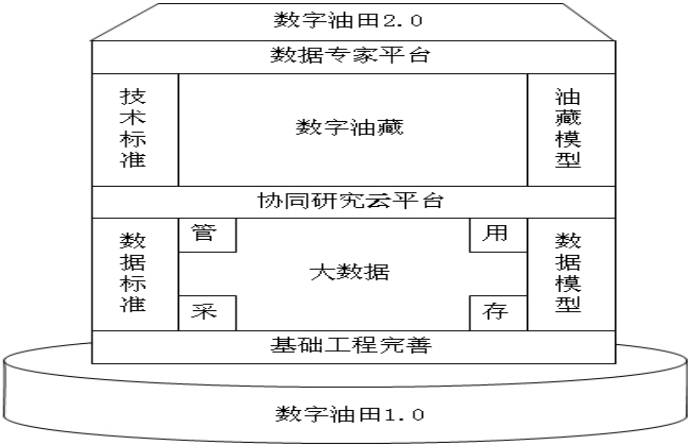 数字油田2.0
数据专家平台
技术标准
数字油藏
油藏模型
协同研究云平台
数据标准
管
用
大数据
采
存
数据模型
基础工程完善
数字油田1.0